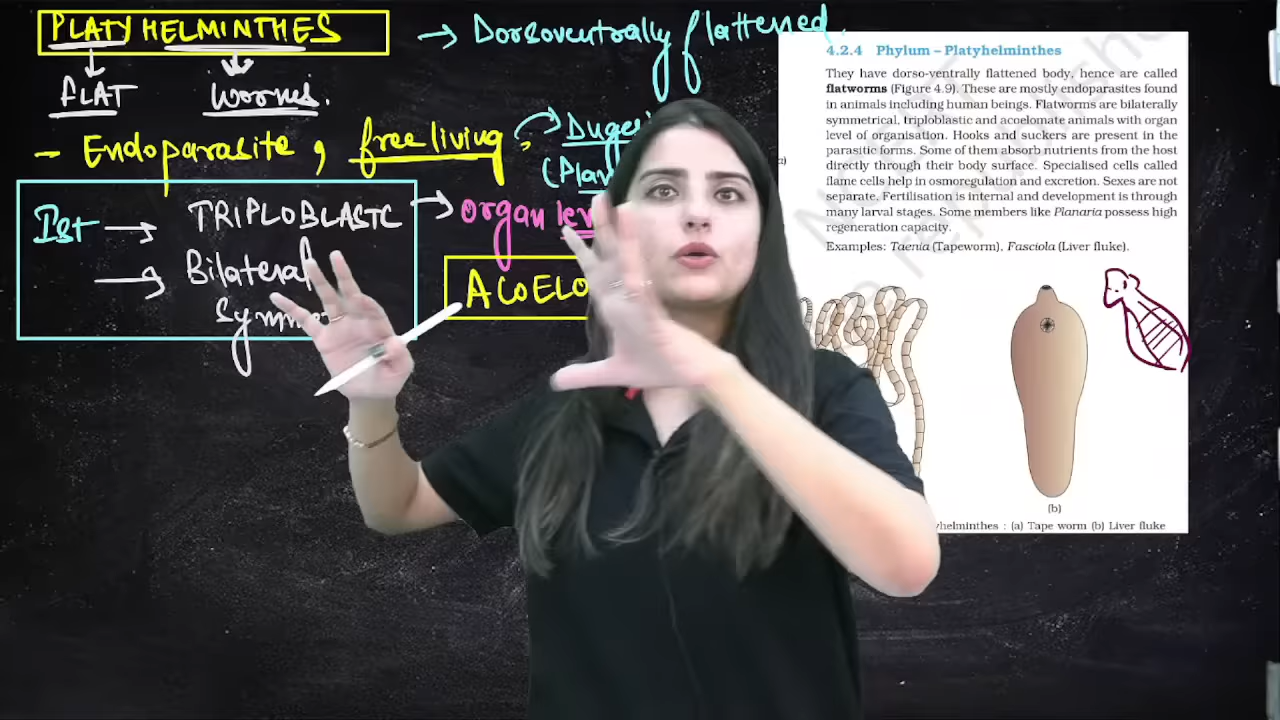 PLATYHELMINTHES → Dorsoventrally flattened.
FLAT worms.
- Endoparasite, free living,
Ist → TRIPLOBLASTC → organ
→ Bilateral
4.2.4 Phylum – Platyhelminthes
They have dorso-ventrally flattened body, hence are called
flatworms (Figure 4.9). These are mostly endoparasites found
in animals including human beings. Flatworms are bilaterally
symmetrical, triploblastic and acoelomate animals with organ
level of organisation. Hooks and suckers are present in the
parasitic forms. Some of them absorb nutrients from the host
directly through their body surface. Specialised cells called
flame cells help in osmoregulation and excretion. Sexes are not
separate. Fertilisation is internal and development is through
many larval stages. Some members like Planaria possess high
regeneration capacity.
Examples: Taenia (Tapeworm), Fasciola (Liver fluke).
(b)
: (a) Tape worm (b) Liver fluke